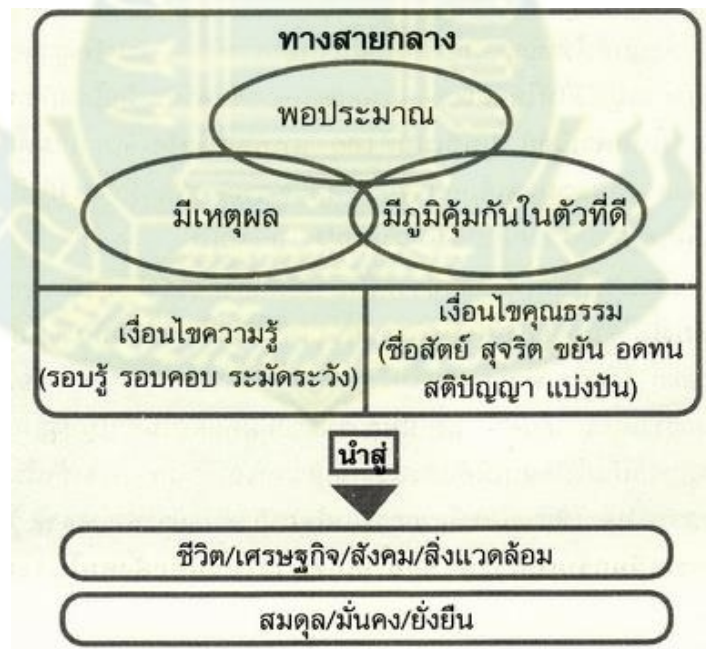 ทางสายกลาง
พอประมาณ
มีเหตุผล
มีภูมิคุ้มกันในตัวที่ดี
เงื่อนไขความรู้
(รอบรู้ รอบคอบ ระมัดระวัง)
เงื่อนไขคุณธรรม
(ซื่อสัตย์ สุจริต ขยัน อดทน
สติปัญญา แบ่งปัน)
นำสู่
ชีวิต/เศรษฐกิจ/สังคม/สิ่งแวดล้อม
สมดุล/มั่นคง/ยั่งยืน